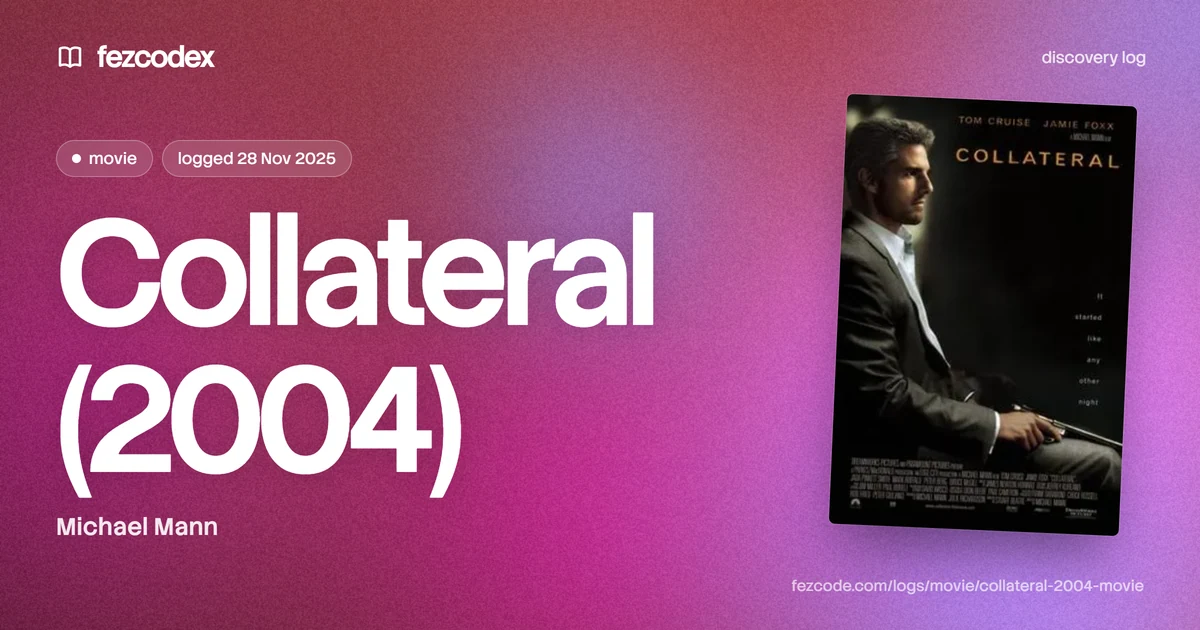 fezcodex
discovery log
movie
logged 28 Nov 2025
Collateral
(2004)
Michael Mann
TOM CRUISE JAMIE FOXX
COLLATERAL
It
started
like
any
other
night
fezcode.com/logs/movie/collateral-2004-movie